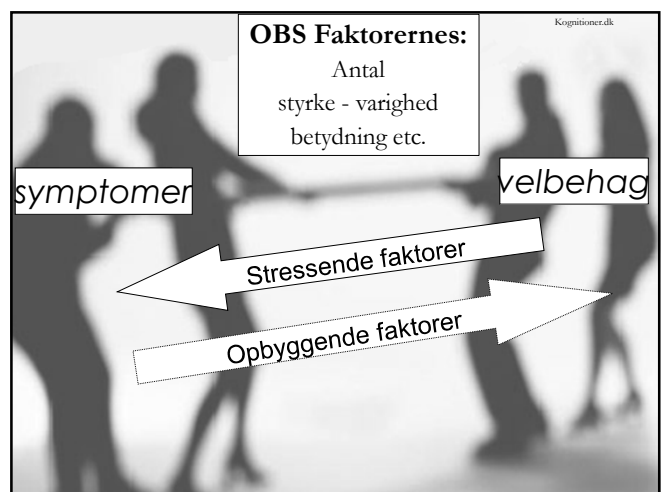 Kognitioner.dk
OBS Faktorernes:
Antal
styrke - varighed
betydning etc.
symptomer
velbehag
Stressende faktorer
Opbyggende faktorer